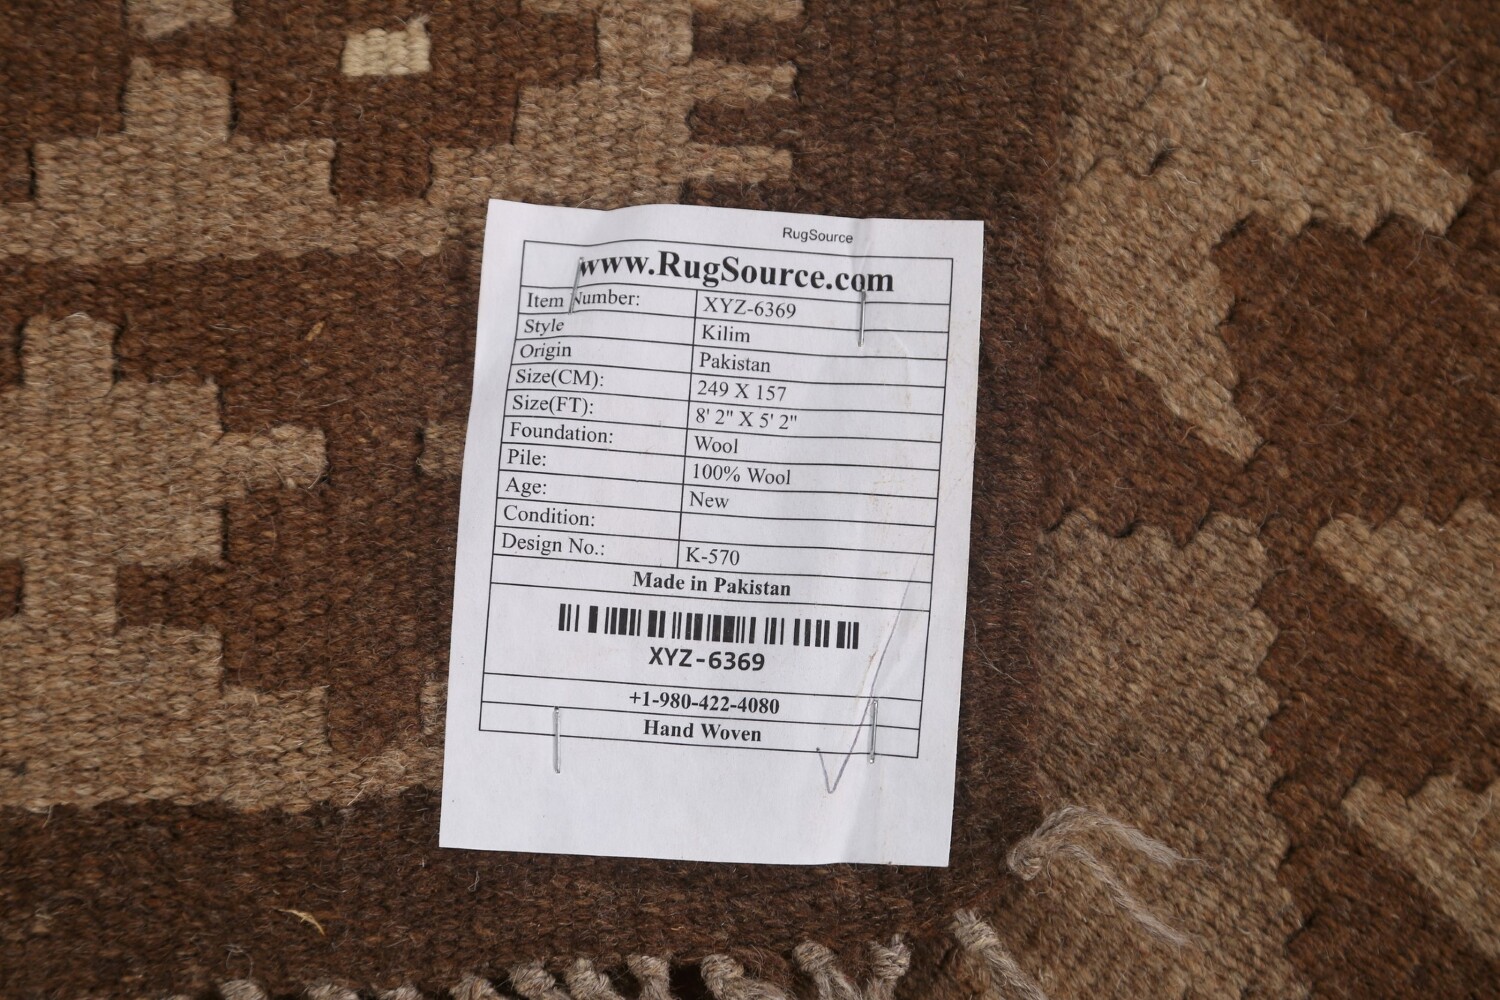 RugSource
www.RugSource.com
Item Number: XYZ-6369
Style Kilim
Origin Pakistan
Size(CM): 249 X 157
Size(FT): 8' 2" X 5' 2"
Foundation: Wool
Pile: 100% Wool
Age: New
Condition:
Design No.: K-570
Made in Pakistan
XYZ-6369
+1-980-422-4080
Hand Woven